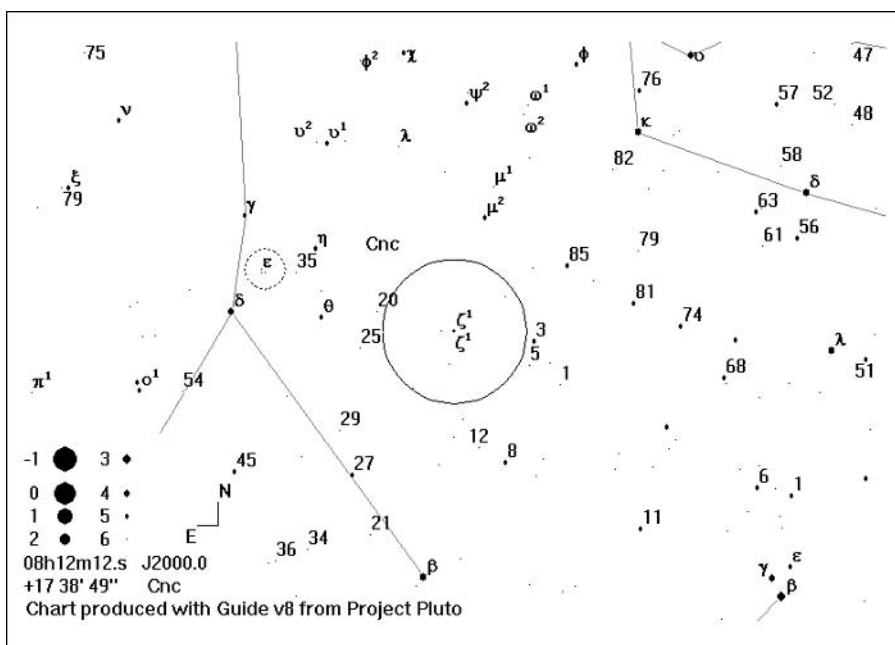 75
φ²
χ
φ
υ
47
76
ψ²
ω¹
57
52
ν
48
υ²
υ¹
λ
ω²
κ
82
58
ξ
μ¹
δ
79
γ
μ²
63
η
Cnc
79
61
56
ε
35
85
20
81
δ
θ
ζ¹
74
25
ζ¹
3
λ
5
51
π¹
ο¹
54
1
68
29
12
8
-1
3
45
27
0
4
N
6
1
1
5
21
11
2
6
E
34
ε
36
β
γ
β
08h12m12.s J2000.0
+17 38' 49" Cnc
Chart produced with Guide v8 from Project Pluto